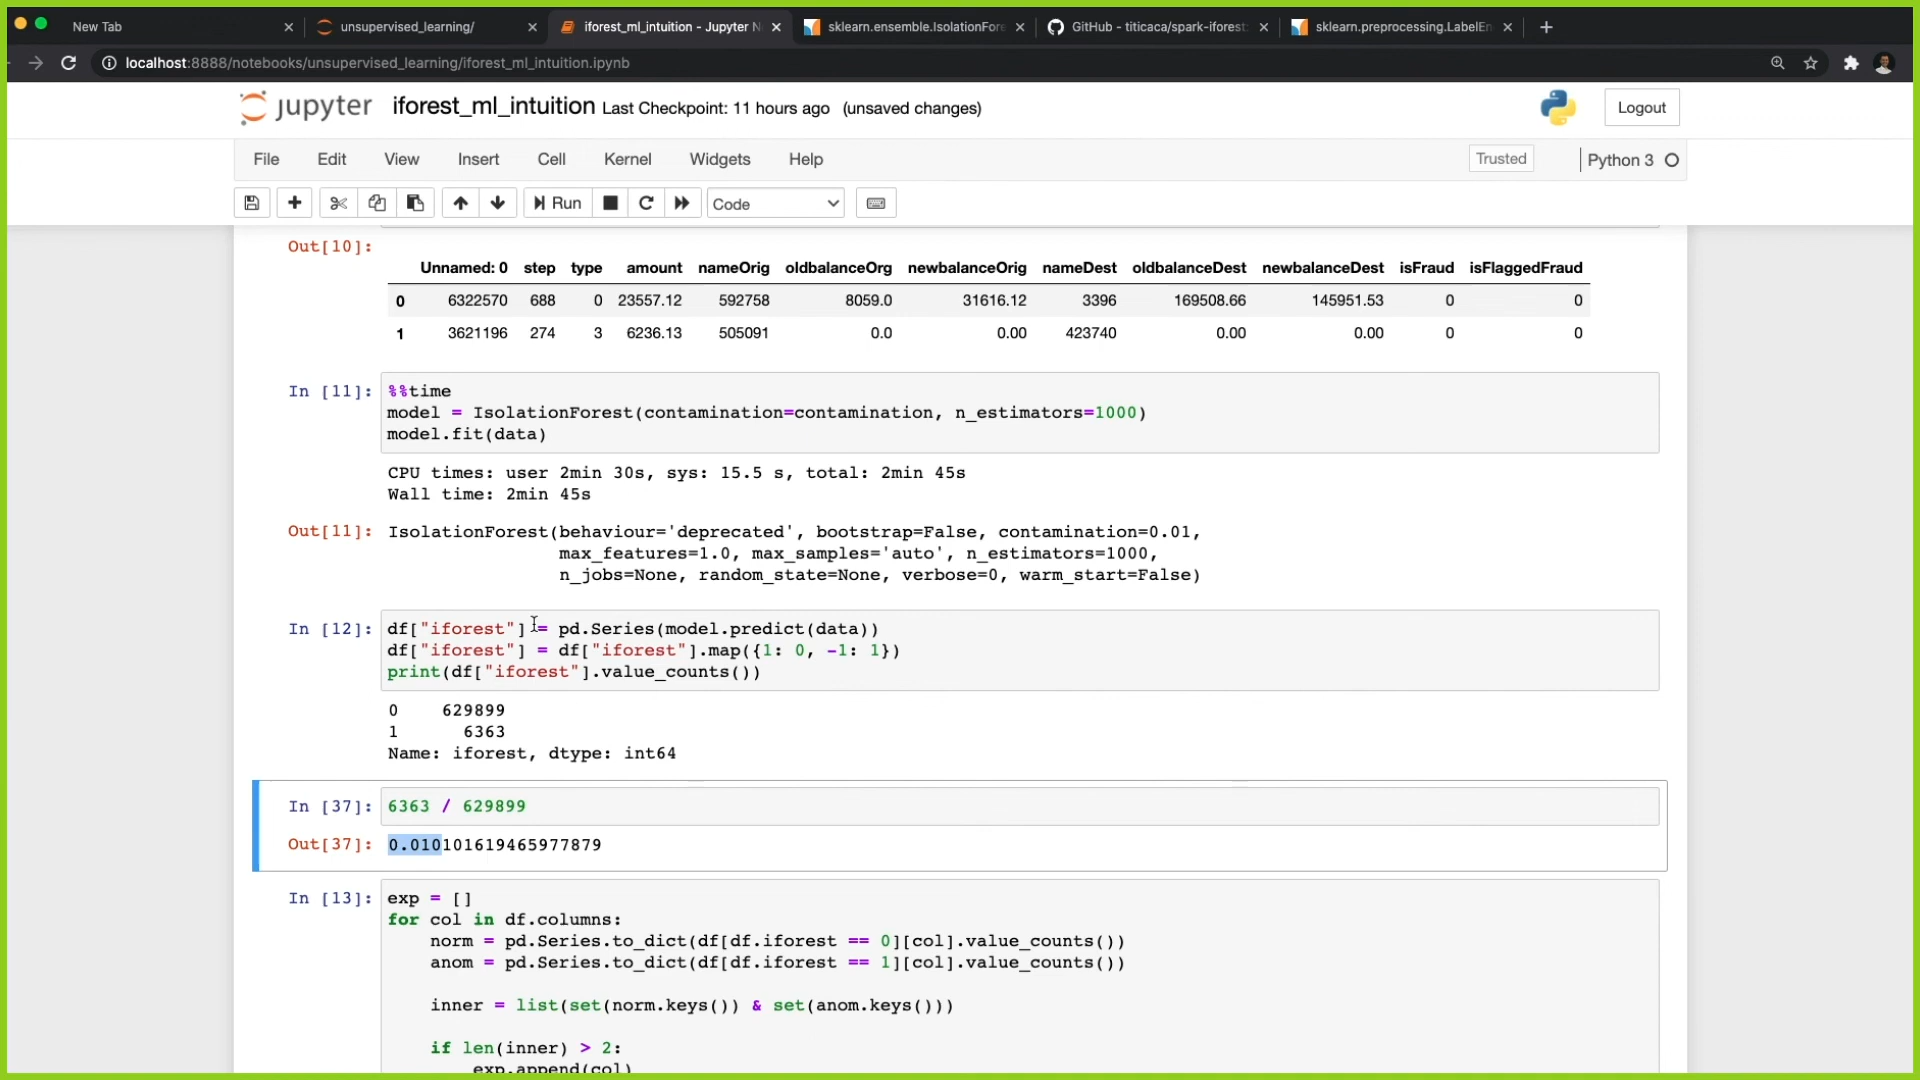 New Tab
unsupervised_learning/
iforest_ml_intuition - Jupyter N
sklearn.ensemble.IsolationFore
GitHub - titicaca/spark-iforest:
sklearn.preprocessing.LabelEn
localhost:8888/notebooks/unsupervised_learning/iforest_ml_intuition.ipynb
jupyter iforest_ml_intuition Last Checkpoint: 11 hours ago (unsaved changes)
Logout
File Edit View Insert Cell Kernel Widgets Help
Trusted
Python 3
Run
Code
Out[10]:
Unnamed: 0 step type amount nameOrig oldbalanceOrg newbalanceOrig nameDest oldbalanceDest newbalanceDest isFraud isFlaggedFraud
0 6322570 688 0 23557.12 592758 8059.0 31616.12 3396 169508.66 145951.53 0 0
1 3621196 274 3 6236.13 505091 0.0 0.00 423740 0.00 0.00 0 0
In [11]: %%time
model = IsolationForest(contamination=contamination, n_estimators=1000)
model.fit(data)
CPU times: user 2min 30s, sys: 15.5 s, total: 2min 45s
Wall time: 2min 45s
Out[11]: IsolationForest(behaviour='deprecated', bootstrap=False, contamination=0.01,
max_features=1.0, max_samples='auto', n_estimators=1000,
n_jobs=None, random_state=None, verbose=0, warm_start=False)
In [12]: df["iforest"] = pd.Series(model.predict(data))
df["iforest"] = df["iforest"].map({1: 0, -1: 1})
print(df["iforest"].value_counts())
0 629899
1 6363
Name: iforest, dtype: int64
In [37]: 6363 / 629899
Out[37]: 0.010101619465977879
In [13]: exp = []
for col in df.columns:
norm = pd.Series.to_dict(df[df.iforest == 0][col].value_counts())
anom = pd.Series.to_dict(df[df.iforest == 1][col].value_counts())
inner = list(set(norm.keys()) & set(anom.keys()))
if len(inner) > 2:
exp.append(col)